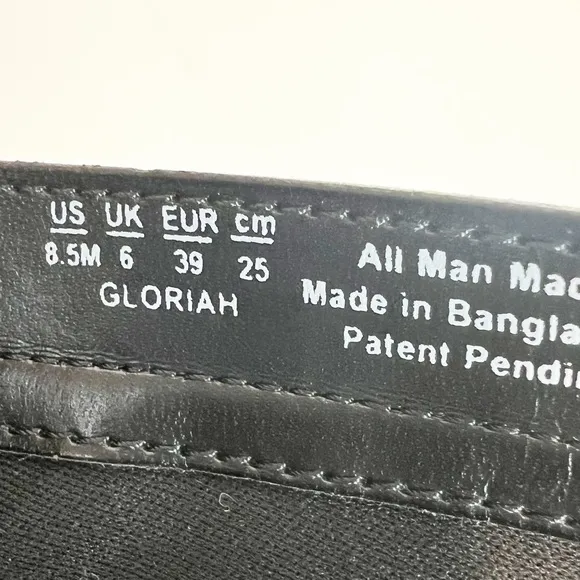 US UK EUR cm
8.5M 6 39 25
GLORIAH
All Man Mad
Made in Bangla
Patent Pendin